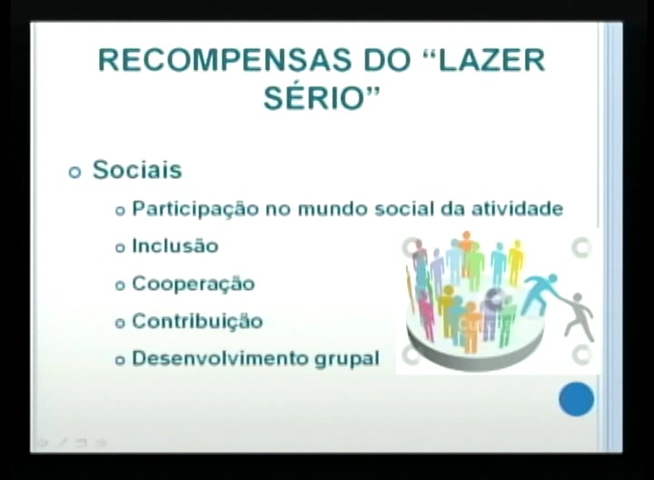 RECOMPENSAS DO “LAZER
SÉRIO”
Sociais
Participação no mundo social da atividade
Inclusão
Cooperação
Contribuição
Desenvolvimento grupal